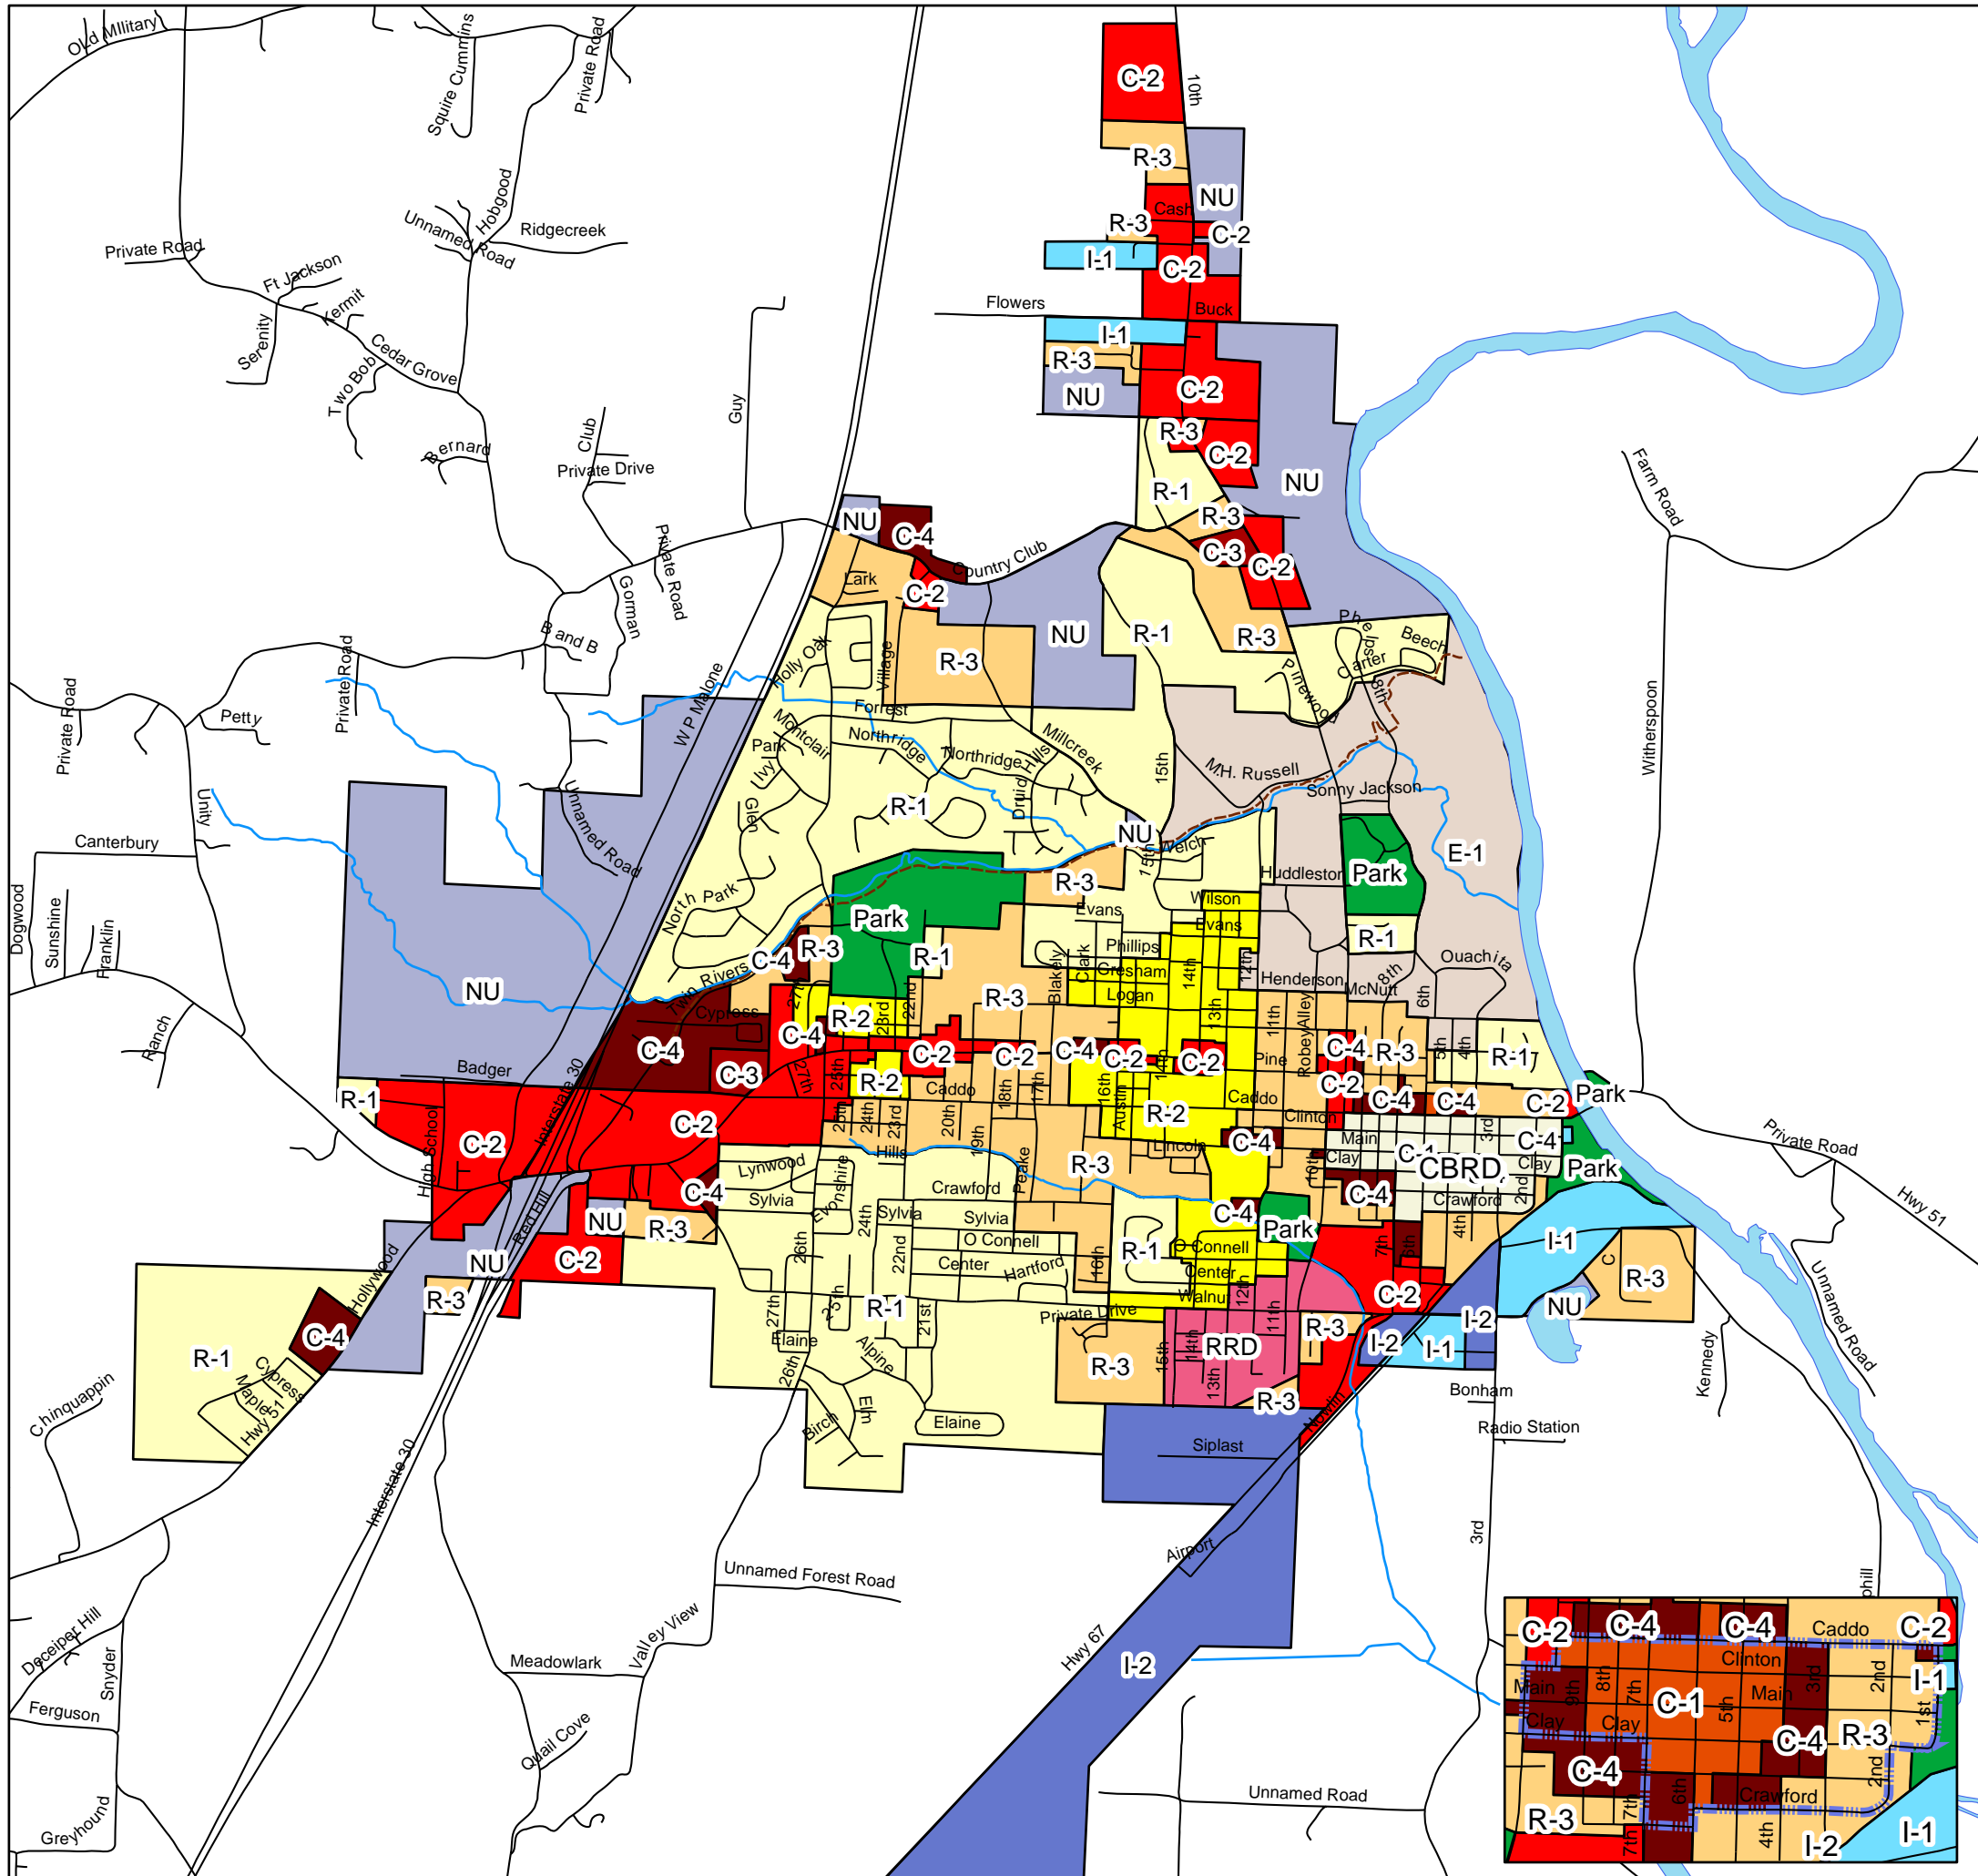 OLd MIlitary
Squire Cummins
Private Road
C-2
10th
R-3
NU
Cash
R-3
C-2
I-1
C-2
Hobgood
Unnamed Road
Ridgecreek
Private Road
Ft Jackson
Kermit
Serenity
Cedar Grove
Two Bob
Flowers
Buck
I-1
R-3
NU
C-2
Guy
Club
Bernard
Private Drive
R-3
C-2
R-1
NU
Farm Road
NU
C-4
R-3
C-3
C-2
Country Club
Lark
C-2
Private Road
Gorman
B and B
NU
R-1
R-3
Phelps
Beech
Carter
8th
Pinewood
Holly Oak
Village
R-3
Private Road
Private Road
Petty
W P Malone
Forrest
Montclair
Northridge
Northridge
Millcreek
Hills
Druid
Park
Ivy
Glen
R-1
15th
M.H. Russell
Sonny Jackson
Witherspoon
Unity
Unnamed Road
Canterbury
NU
15th
Welch
Huddleston
Park
E-1
Dogwood
Sunshine
Franklin
North Park
Park
R-3
Evans
Wilson
Evans
R-1
Twin Rivers
C-4
R-3
R-1
Phillips
Clark
Gresham
Logan
Blakely
14th
12th
Henderson
McNutt
8th
Ouachita
6th
NU
27th
R-2
23rd
22nd
R-3
13th
11th
Robey Alley
Cypress
C-4
C-4
C-3
Ranch
Badger
Interstate 30
C-2
C-2
C-4
C-2
14th
C-2
Pine
C-4
R-3
5th
4th
R-1
27th
25th
R-2
Caddo
18th
17th
16th
Austin
R-2
Caddo
C-2
C-4
C-4
C-2
Park
R-1
High School
C-2
C-2
25th
24th
23rd
20th
19th
Hills
Clinton
Lincoln
C-4
Main
Clay
C-1
CBRD
3rd
C-4
Clay
Park
Private Road
Hwy 51
Lynwood
Sylvia
Evonshire
Crawford
Peake
R-3
10th
C-4
Crawford
2nd
4th
C-4
24th
Sylvia
Sylvia
C-4
Park
7th
6th
I-1
C
R-3
Red Hill
NU
R-3
26th
22nd
O Connell
Center
Hartford
16th
R-1
O Connell
Center
Walnut
12th
11th
NU
C-2
Hollywood
R-3
27th
25th
R-1
21st
Private Drive
C-2
NU
I-2
Unnamed Road
C-4
R-1
Elaine
26th
Alpine
R-3
15th
14th
RRD
13th
R-3
I-2
I-1
Kennedy
Cypress
Maple
Hwy 51
Chinquappin
Birch
Elm
Elaine
R-3
Nowlin
Bonham
Radio Station
Siplast
Interstate 30
Airport
3rd
Unnamed Forest Road
Deceiper Hill
Snyder
Ferguson
Greyhound
Meadowlark
Valley View
Quail Cove
Hwy 67
I-2
Unnamed Road
phill
C-2
C-4
C-4
Caddo
C-2
Clinton
Main
9th
8th
7th
C-1
5th
Main
3rd
2nd
I-1
1st
Clay
Clay
C-4
R-3
C-4
2nd
6th
Crawford
R-3
7th
7th
4th
I-2
I-1